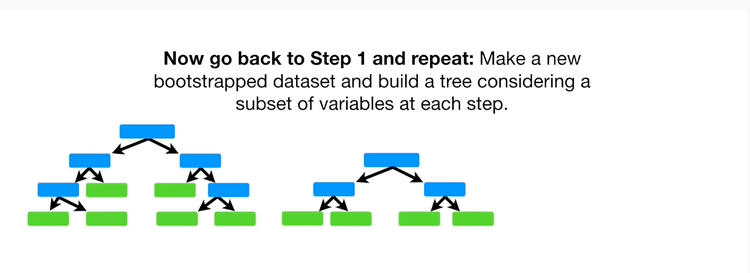 Now go back to Step 1 and repeat: Make a new
bootstrapped dataset and build a tree considering a
subset of variables at each step.